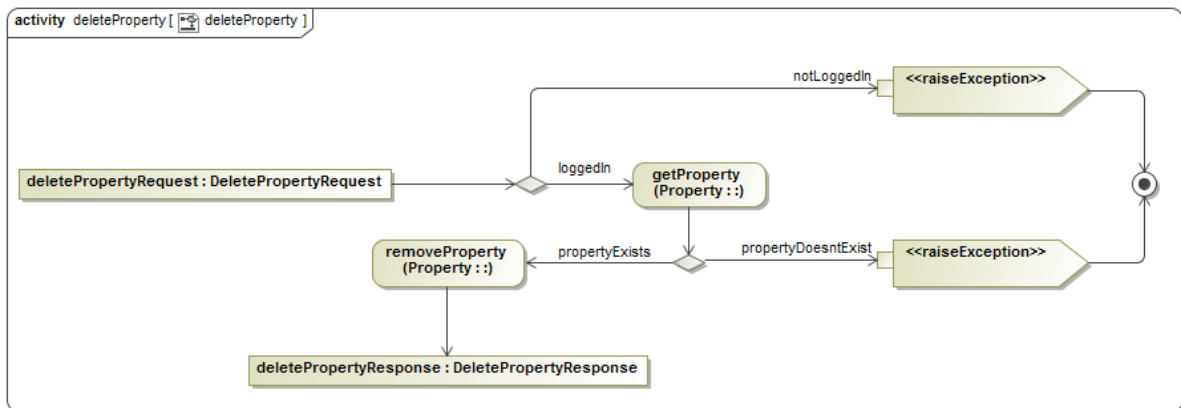 activity deleteProperty [ deleteProperty ]
notLoggedIn
<<raiseException>>
loggedIn
getProperty
(Property : :)
deletePropertyRequest : DeletePropertyRequest
removeProperty
(Property : :)
propertyExists
propertyDoesntExist
<<raiseException>>
deletePropertyResponse : DeletePropertyResponse